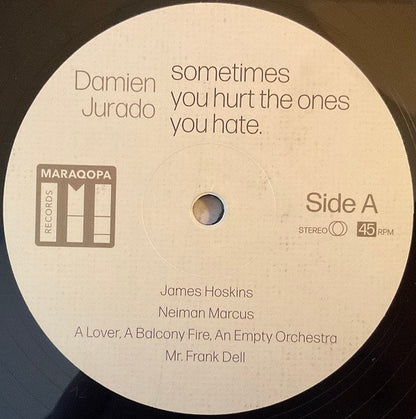 Damien
Jurado
sometimes
you hurt the ones
you hate.
MARAQOPA
RECORDS
Side A
STEREO 45 RPM
James Hoskins
Neiman Marcus
A Lover, A Balcony Fire, An Empty Orchestra
Mr. Frank Dell